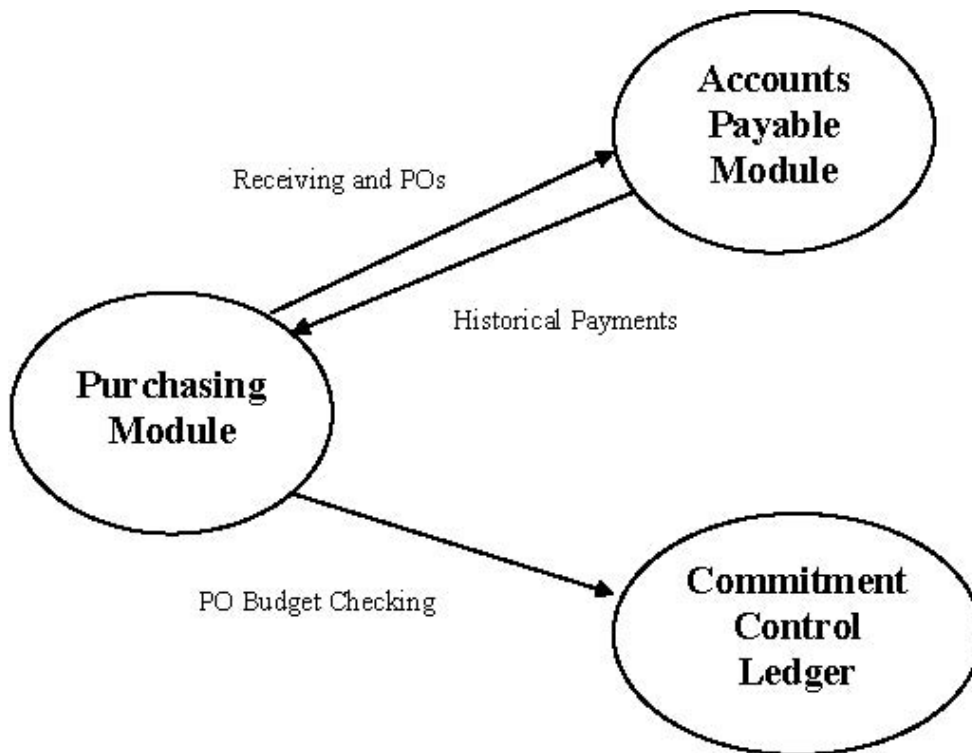 Accounts
Payable
Module
Receiving and POs
Historical Payments
Purchasing
Module
PO Budget Checking
Commitment
Control
Ledger